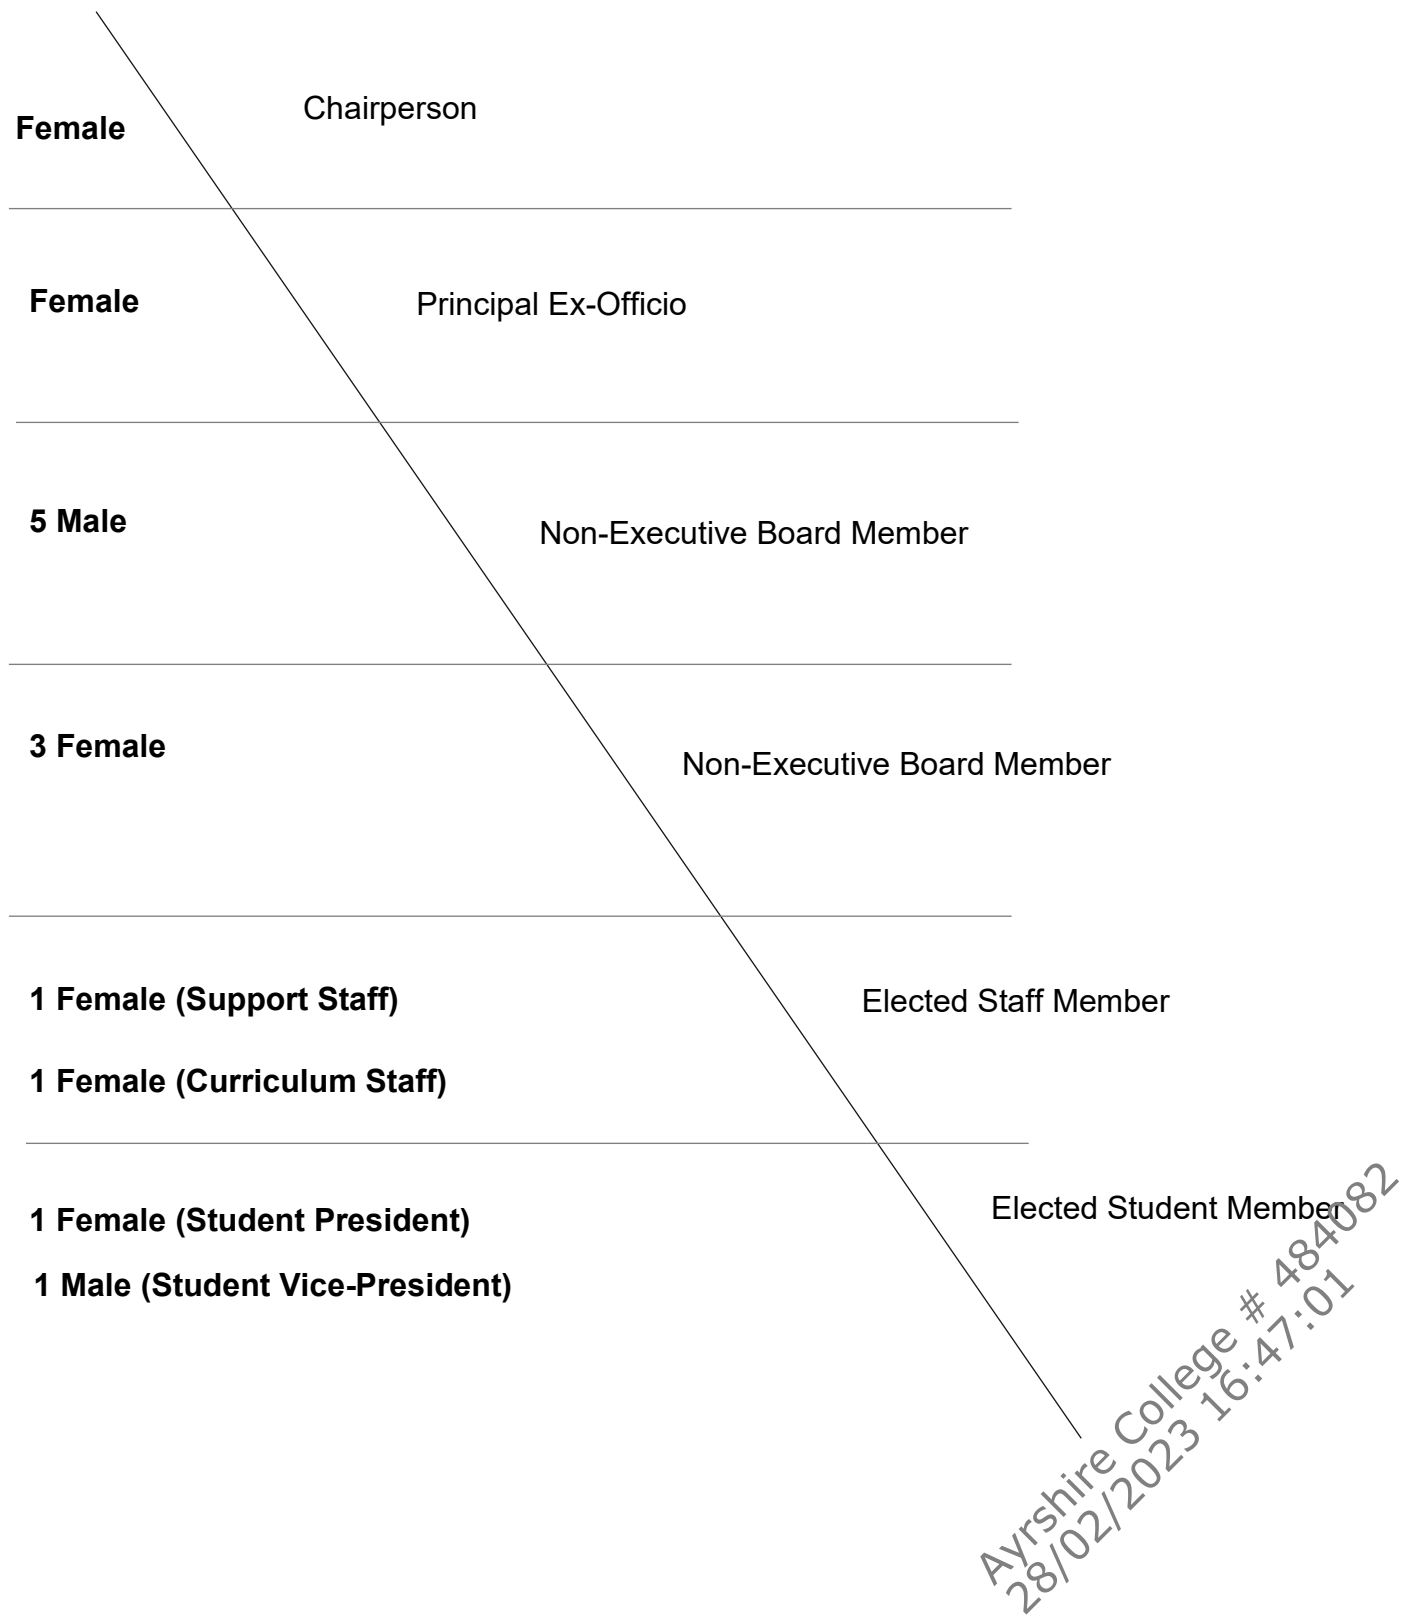 Chairperson
Female
Female
Principal Ex-Officio
5 Male
Non-Executive Board Member
3 Female
Non-Executive Board Member
1 Female (Support Staff)
Elected Staff Member
1 Female (Curriculum Staff)
Elected Student Member
1 Female (Student President)
1 Male (Student Vice-President)
Ayrshire College # 484082
28/02/2023 16:47:01